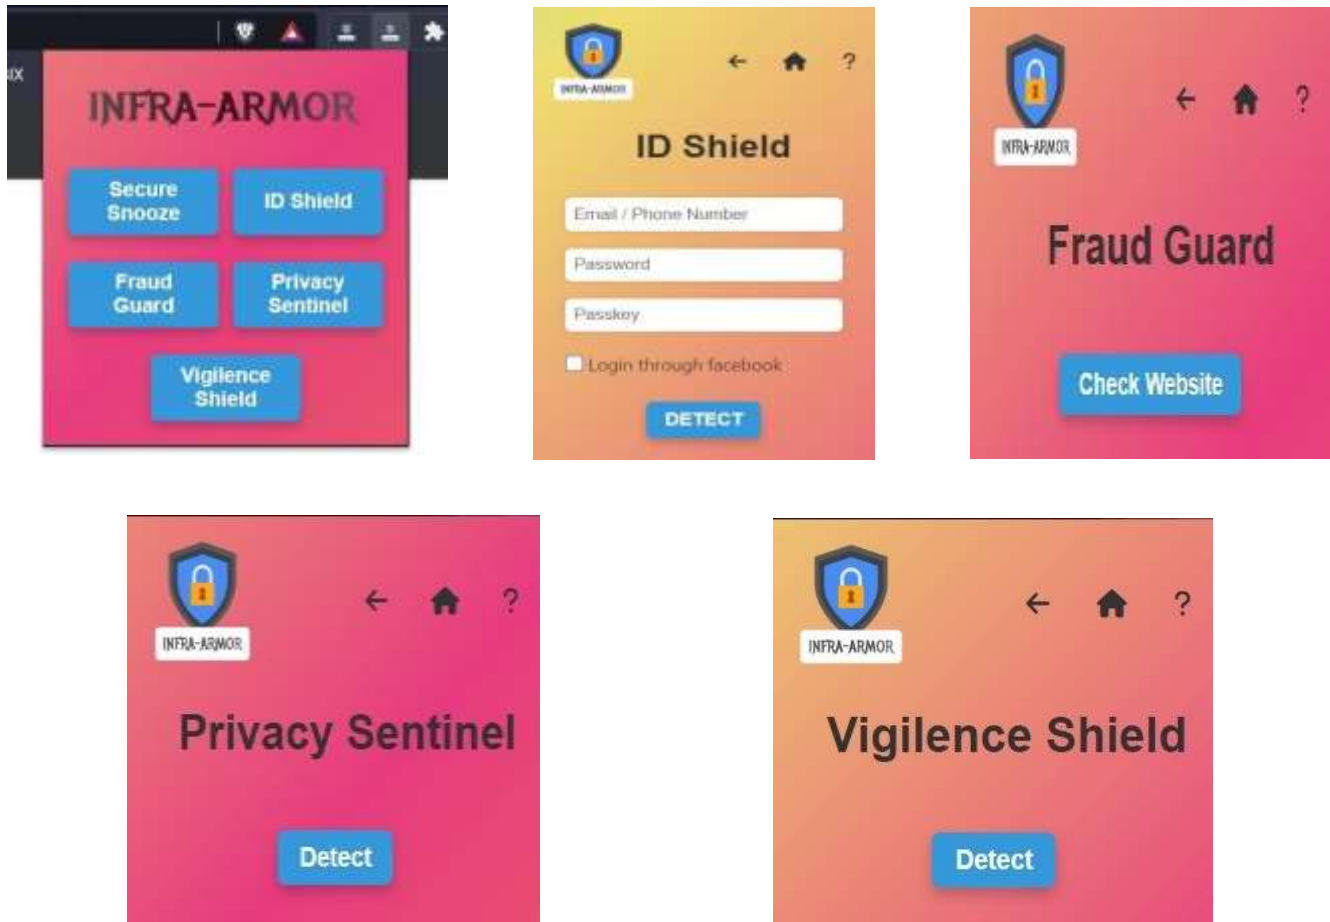 INFRA-ARMOR
Secure
Snooze
ID Shield
Fraud
Guard
Privacy
Sentinel
Vigilence
Shield
INFRA-ARMOR
?
ID Shield
Email / Phone Number
Password
Passkey
Login through facebook
DETECT
INFRA-ARMOR
?
Fraud Guard
Check Website
INFRA-ARMOR
?
Privacy Sentinel
Detect
INFRA-ARMOR
?
Vigilence Shield
Detect